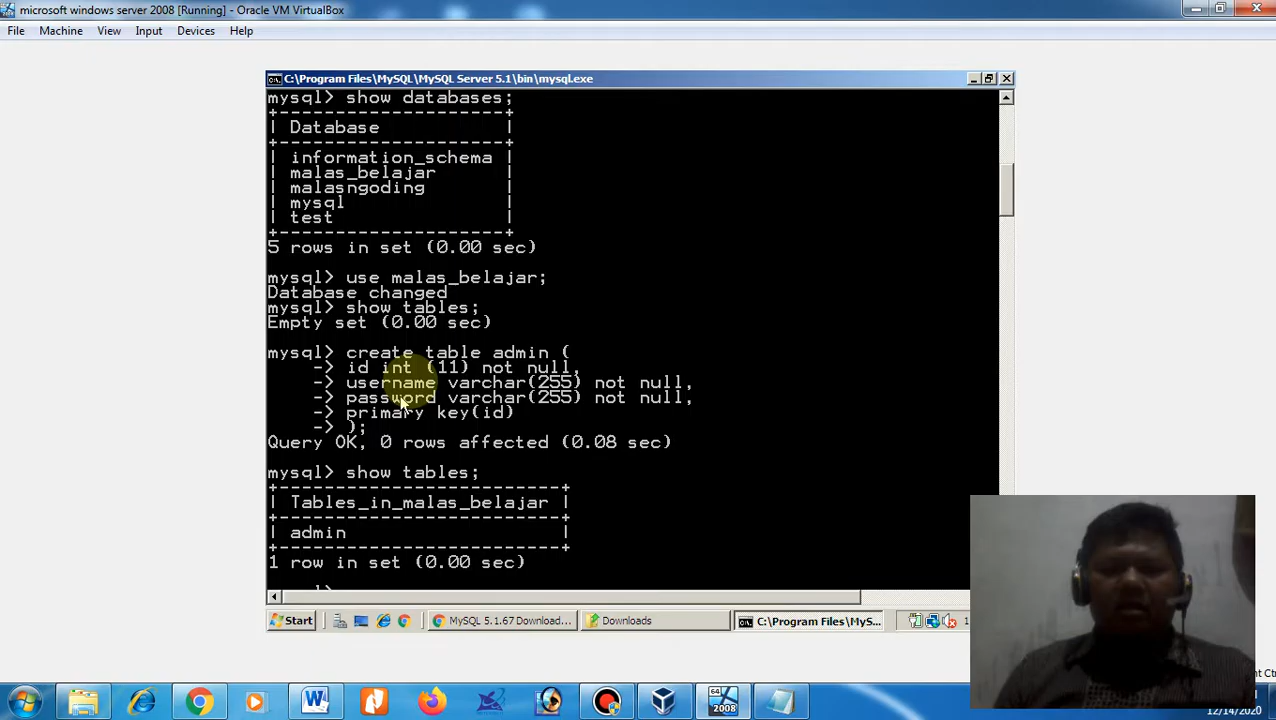 microsoft windows server 2008 [Running] - Oracle VM VirtualBox
File Machine View Input Devices Help
C:\Program Files\MySQL\MySQL Server 5.1\bin\mysql.exe
mysql> show databases;
+--------------------+
| Database           |
+--------------------+
| information_schema |
| malas_belajar      |
| malasngoding       |
| mysql              |
| test               |
+--------------------+
5 rows in set (0.00 sec)
mysql> use malas_belajar;
Database changed
mysql> show tables;
Empty set (0.00 sec)
mysql> create table admin (
    -> id int (11) not null,
    -> username varchar(255) not null,
    -> password varchar(255) not null,
    -> primary key(id)
    -> );
Query OK, 0 rows affected (0.08 sec)
mysql> show tables;
+-------------------------+
| Tables_in_malas_belajar |
+-------------------------+
| admin                   |
+-------------------------+
1 row in set (0.00 sec)
Start MySQL 5.1.67 Download... Downloads C:\Program Files\MyS...
64
2008
12/14/2020